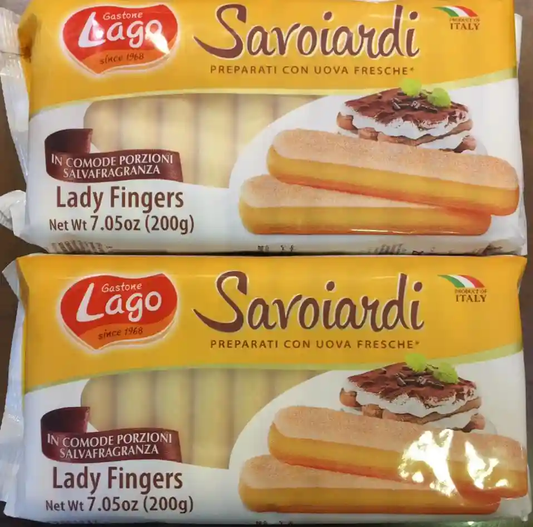 Gastone
Lago
since 1968
Savoiardi
PREPARATI CON UOVA FRESCHE*
PRODUCT OF
ITALY
IN COMODE PORZIONI
SALVAFRAGRANZA
Lady Fingers
Net Wt 7.05oz (200g)
Gastone
Lago
since 1968
Savoiardi
PREPARATI CON UOVA FRESCHE*
PRODUCT OF
ITALY
IN COMODE PORZIONI
SALVAFRAGRANZA
Lady Fingers
Net Wt 7.05oz (200g)